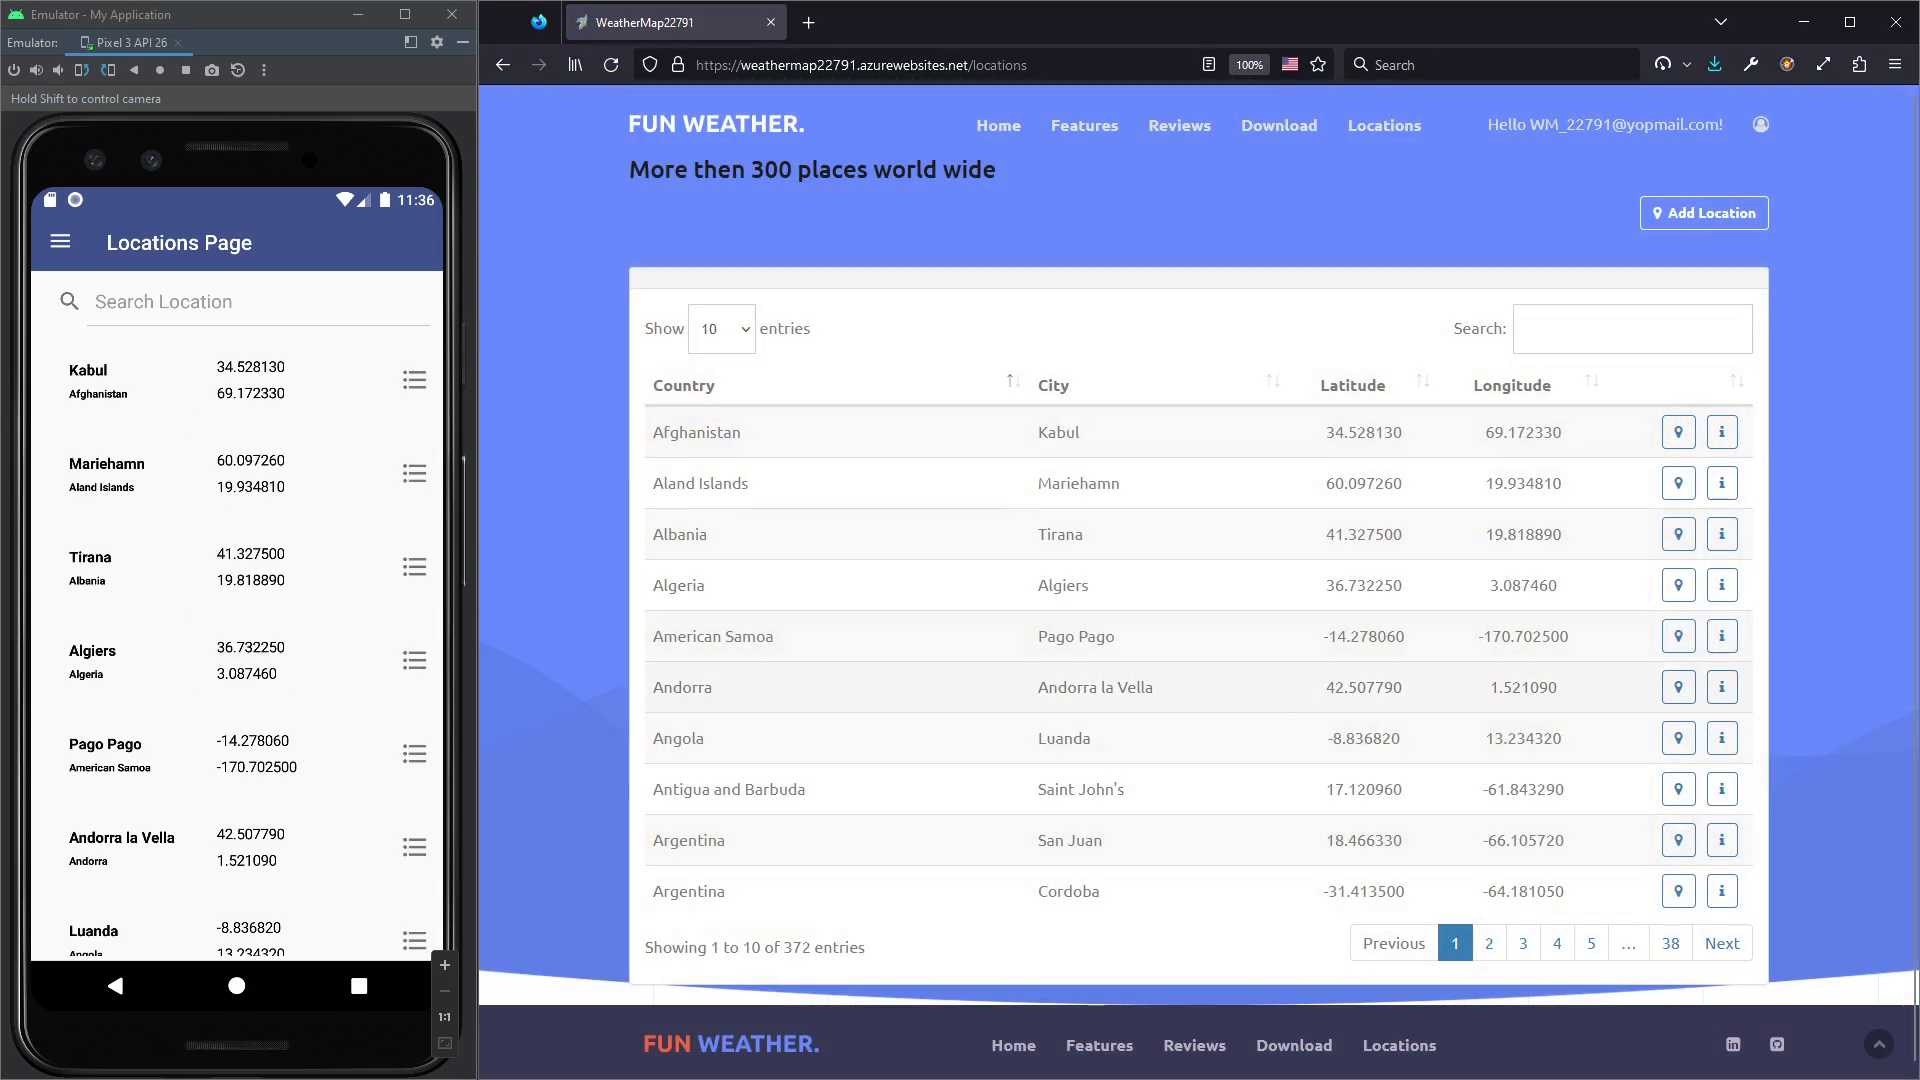 Emulator - My Application
Emulator:
Pixel 3 API 26
Hold Shift to control camera
11:36
Locations Page
Search Location
Kabul
34.528130
Afghanistan
69.172330
Mariehamn
60.097260
Aland Islands
19.934810
Tirana
41.327500
Albania
19.818890
Algiers
36.732250
Algeria
3.087460
Pago Pago
-14.278060
American Samoa
-170.702500
Andorra la Vella
42.507790
Andorra
1.521090
Luanda
-8.836820
Angola
13.234320
1:1
WeatherMap22791
https://weathermap22791.azurewebsites.net/locations
100%
Search
FUN WEATHER.
Home Features Reviews Download Locations
Hello WM_22791@yopmail.com!
More then 300 places world wide
Add Location
Show 10 entries
Search:
Country City Latitude Longitude
Afghanistan Kabul 34.528130 69.172330
Aland Islands Mariehamn 60.097260 19.934810
Albania Tirana 41.327500 19.818890
Algeria Algiers 36.732250 3.087460
American Samoa Pago Pago -14.278060 -170.702500
Andorra Andorra la Vella 42.507790 1.521090
Angola Luanda -8.836820 13.234320
Antigua and Barbuda Saint John's 17.120960 -61.843290
Argentina San Juan 18.466330 -66.105720
Argentina Cordoba -31.413500 -64.181050
Showing 1 to 10 of 372 entries
Previous 1 2 3 4 5 … 38 Next
FUN WEATHER.
Home Features Reviews Download Locations